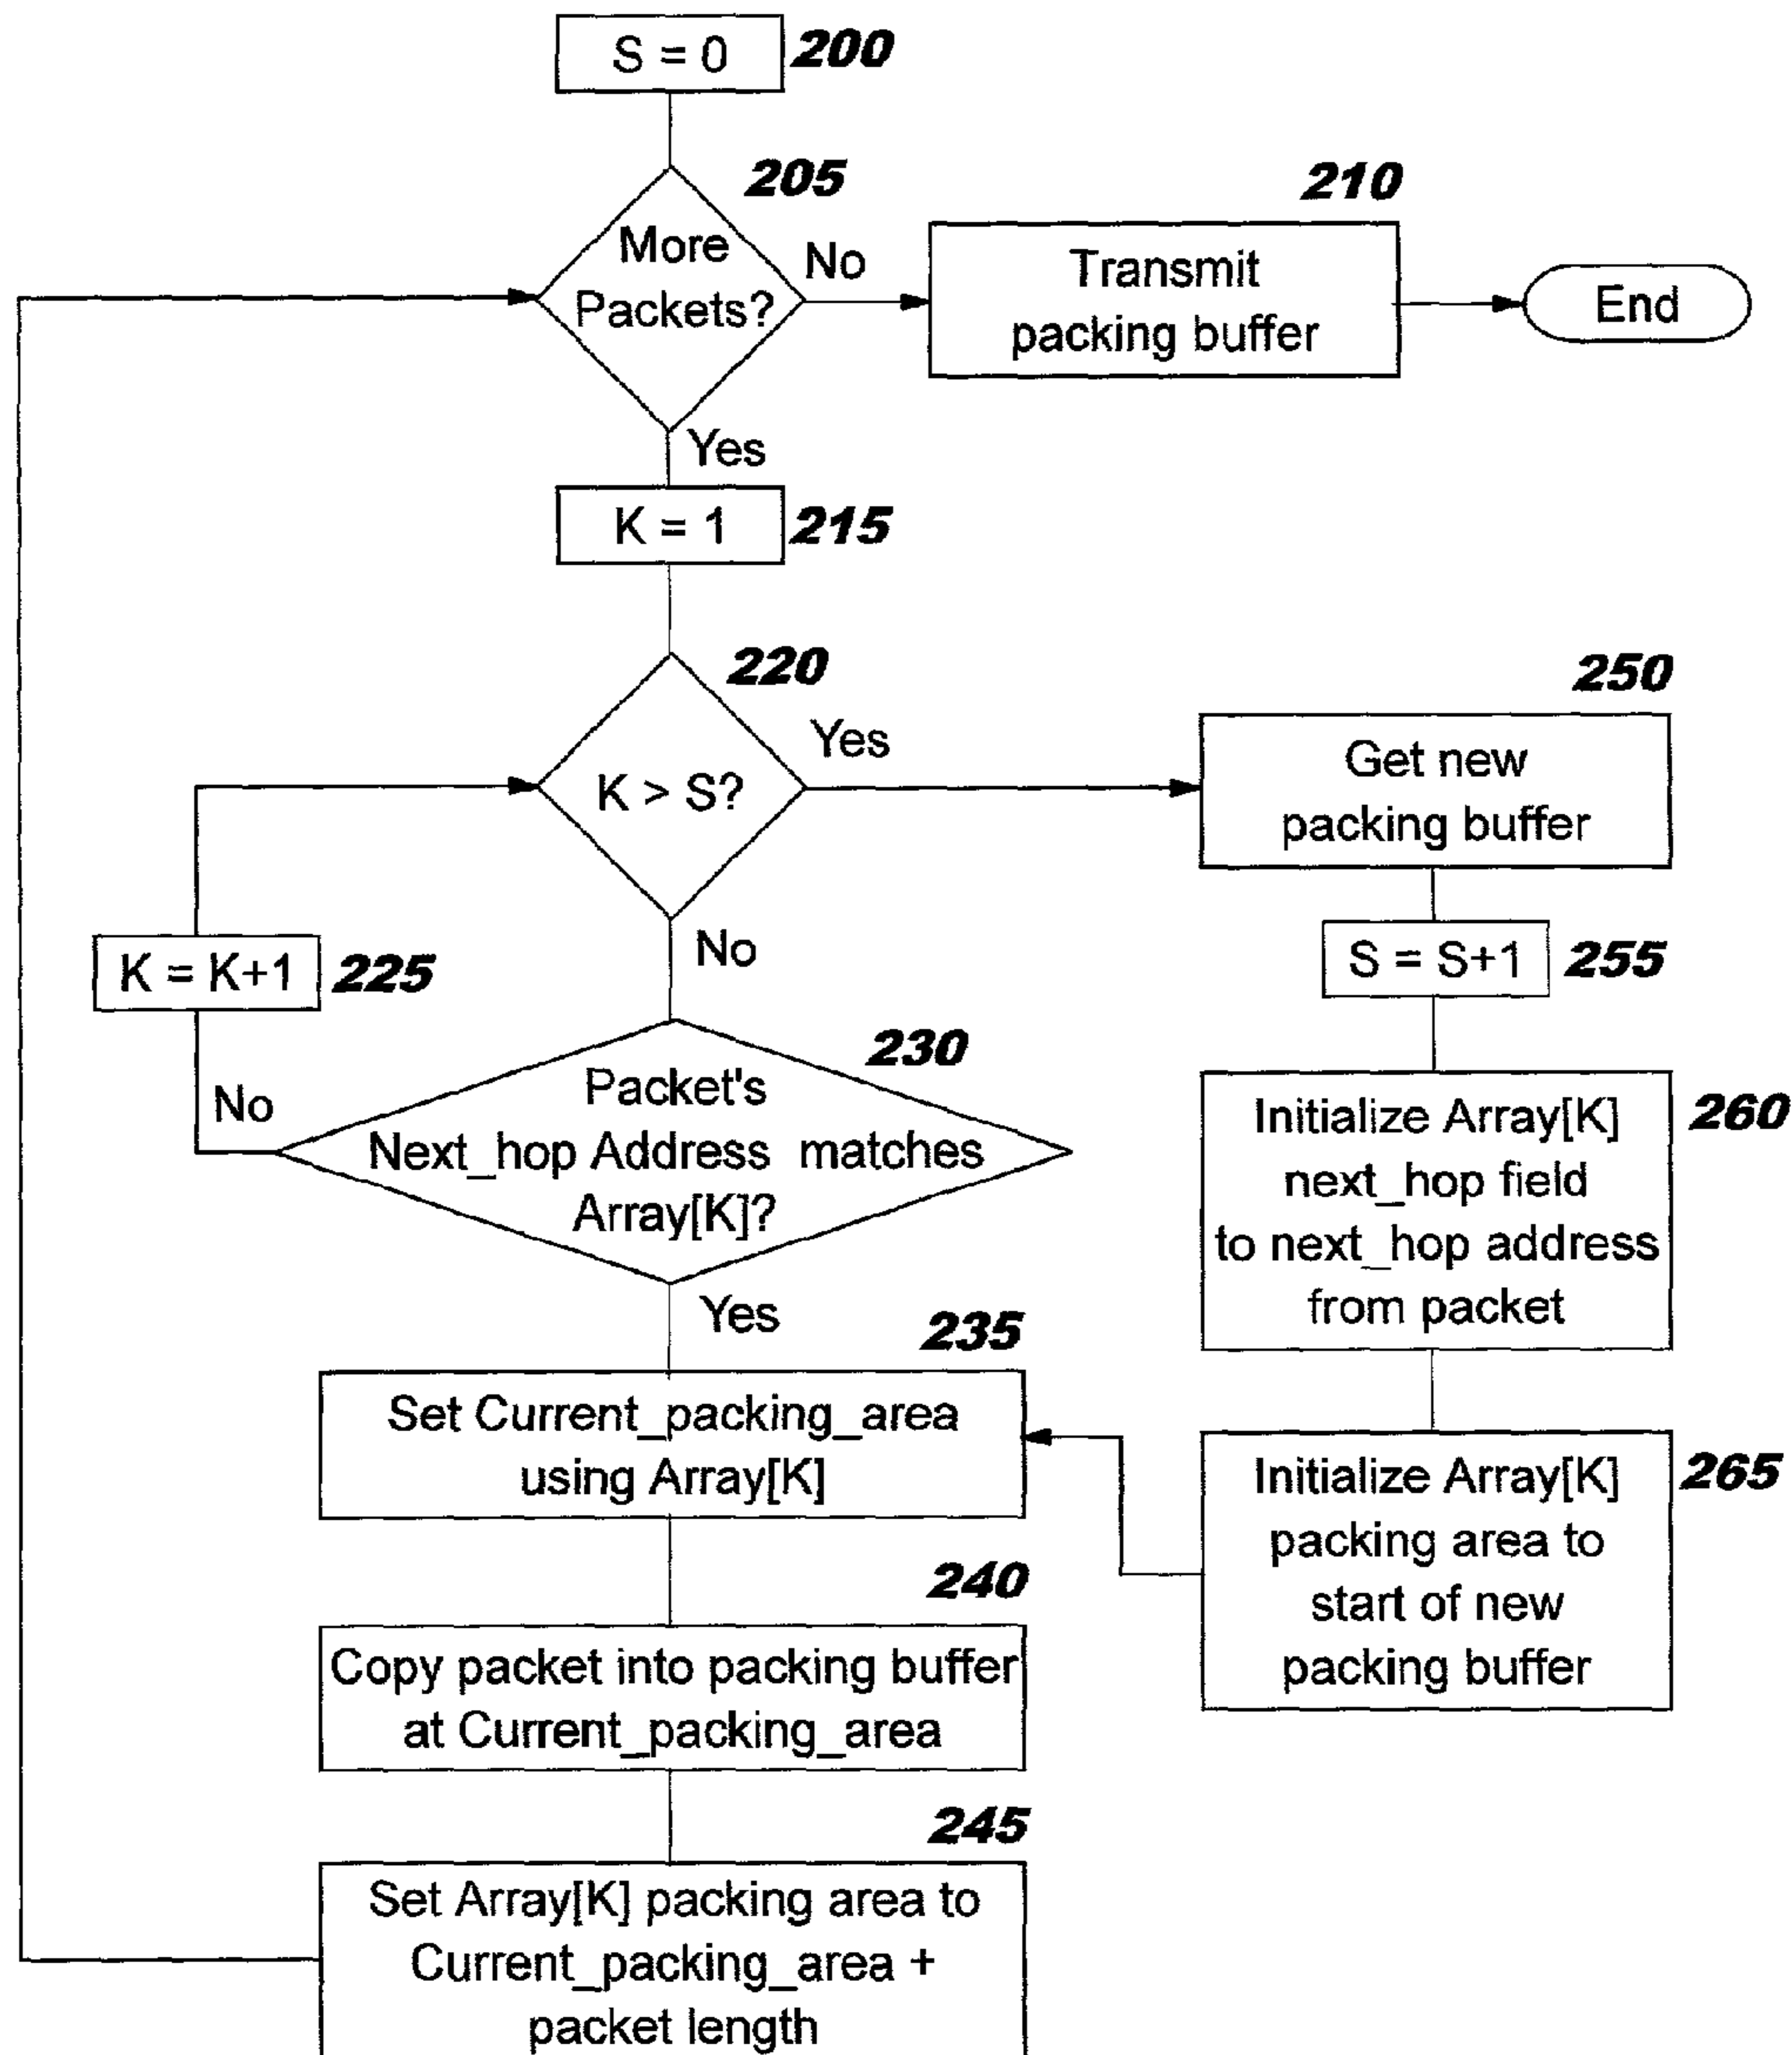 S = 0
200
205
More
Packets?
No
210
Transmit
packing buffer
End
Yes
K = 1
215
220
K > S?
Yes
250
Get new
packing buffer
No
K = K+1
225
S = S+1
255
230
Packet's
Next_hop Address matches
Array[K]?
No
Yes
260
Initialize Array[K]
next_hop field
to next_hop address
from packet
235
Set Current_packing_area
using Array[K]
265
Initialize Array[K]
packing area to
start of new
packing buffer
240
Copy packet into packing buffer
at Current_packing_area
245
Set Array[K] packing area to
Current_packing_area +
packet length